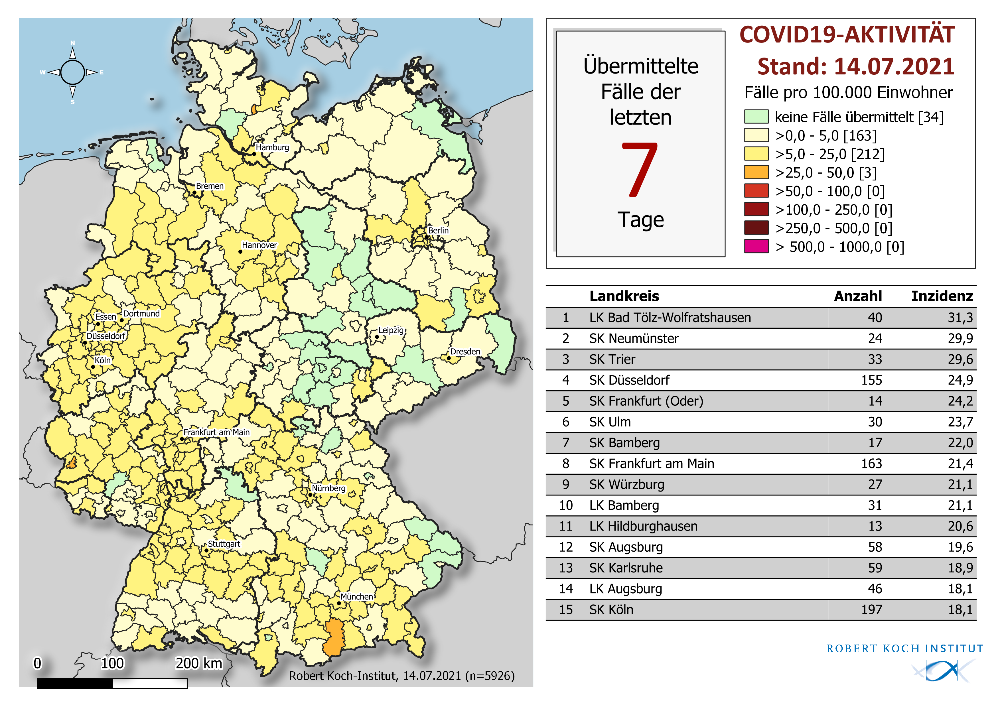 N
W E
S
Hamburg
Bremen
Berlin
Hannover
Essen
Dortmund
Düsseldorf
Leipzig
Köln
Dresden
Frankfurt am Main
Nürnberg
Stuttgart
München
0 100 200 km
Robert Koch-Institut, 14.07.2021 (n=5926)
Übermittelte
Fälle der
letzten
7
Tage
COVID19-AKTIVITÄT
Stand: 14.07.2021
Fälle pro 100.000 Einwohner
keine Fälle übermittelt [34]
>0,0 - 5,0 [163]
>5,0 - 25,0 [212]
>25,0 - 50,0 [3]
>50,0 - 100,0 [0]
>100,0 - 250,0 [0]
>250,0 - 500,0 [0]
> 500,0 - 1000,0 [0]
Landkreis Anzahl Inzidenz
1 LK Bad Tölz-Wolfratshausen 40 31,3
2 SK Neumünster 24 29,9
3 SK Trier 33 29,6
4 SK Düsseldorf 155 24,9
5 SK Frankfurt (Oder) 14 24,2
6 SK Ulm 30 23,7
7 SK Bamberg 17 22,0
8 SK Frankfurt am Main 163 21,4
9 SK Würzburg 27 21,1
10 LK Bamberg 31 21,1
11 LK Hildburghausen 13 20,6
12 SK Augsburg 58 19,6
13 SK Karlsruhe 59 18,9
14 LK Augsburg 46 18,1
15 SK Köln 197 18,1
ROBERT KOCH INSTITUT